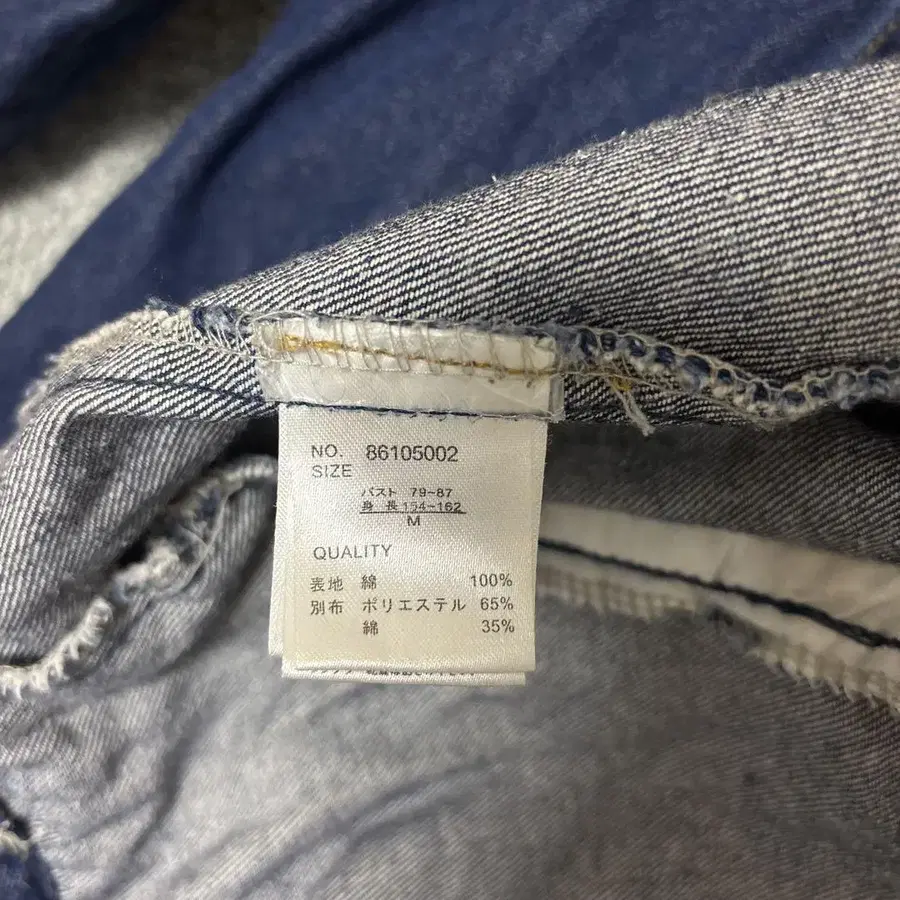 NO. 86105002
SIZE
バスト 79-87
身 長 154-162
M
QUALITY
表地 綿 100%
別布 ポリエステル 65%
綿 35%